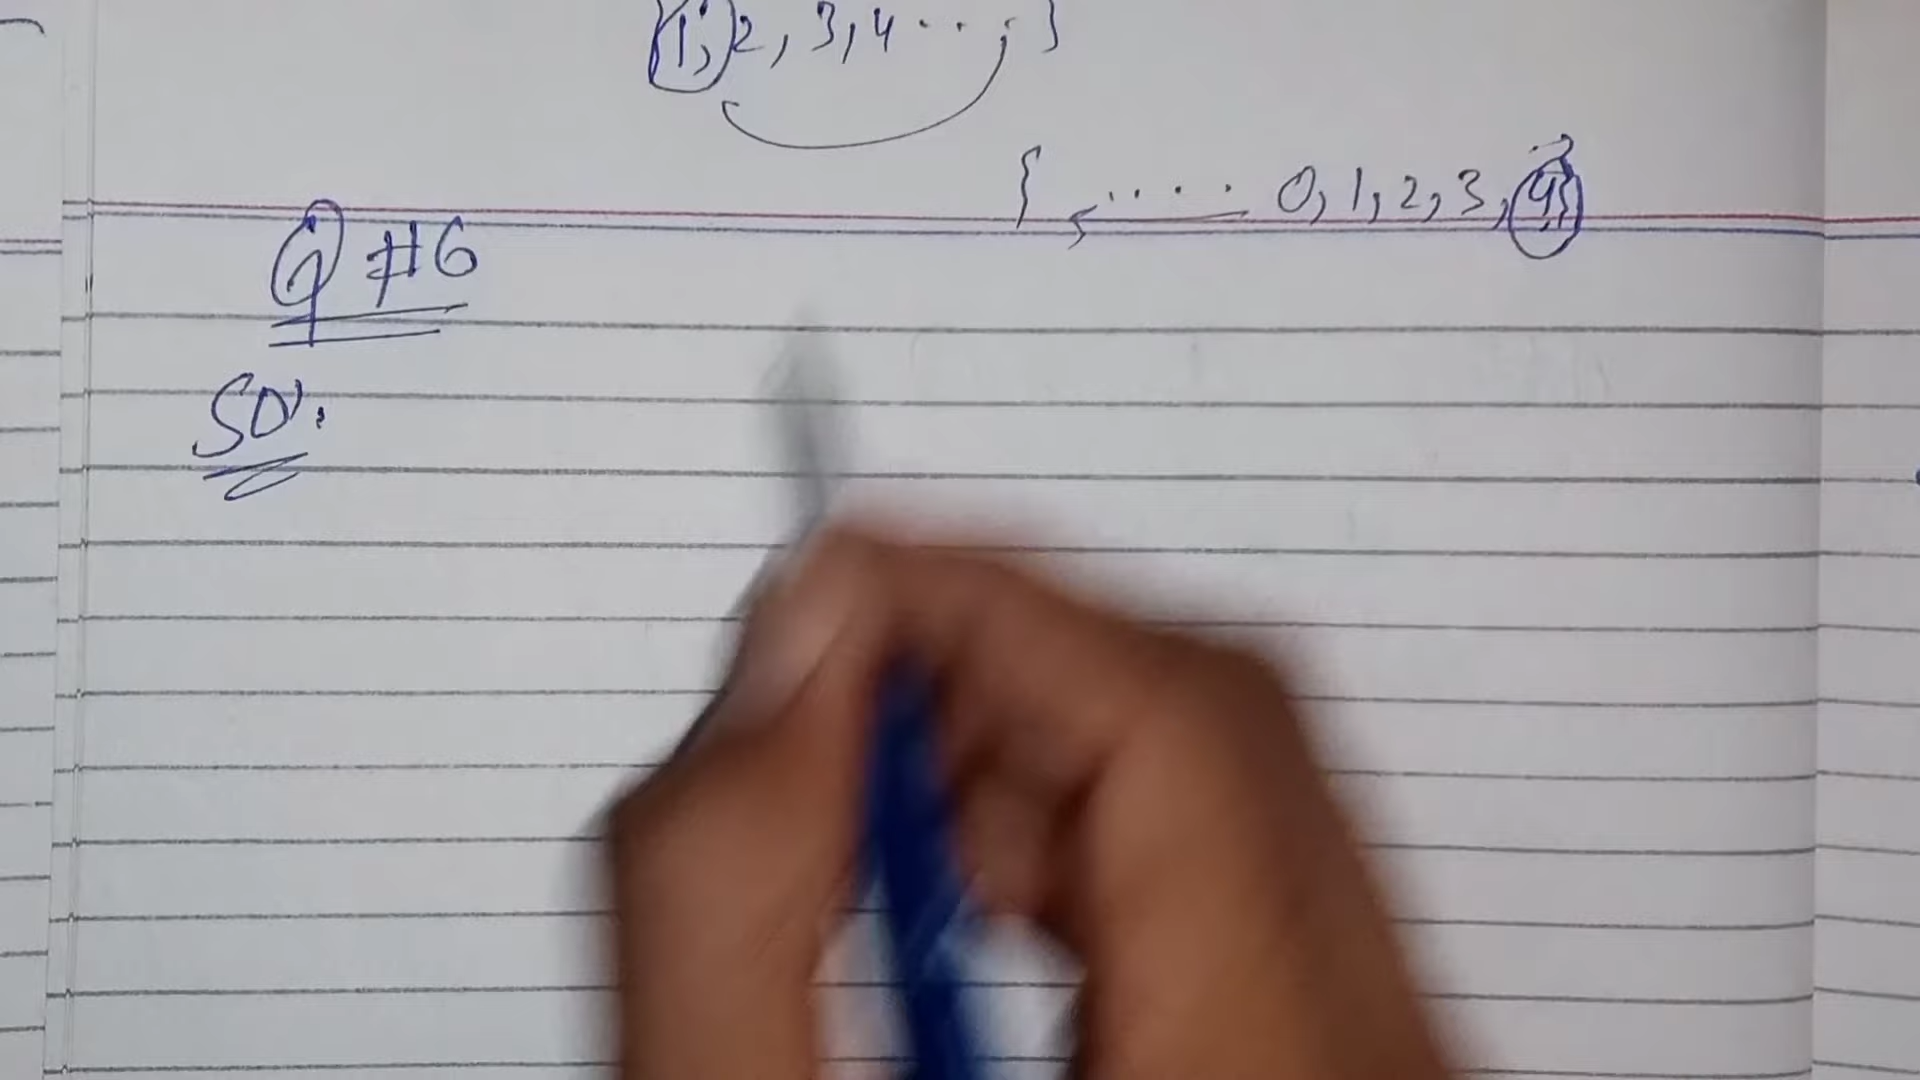 {1, 2, 3, 4 ..., }
{ ..... 0, 1, 2, 3, 4}
Q #6
Sol: